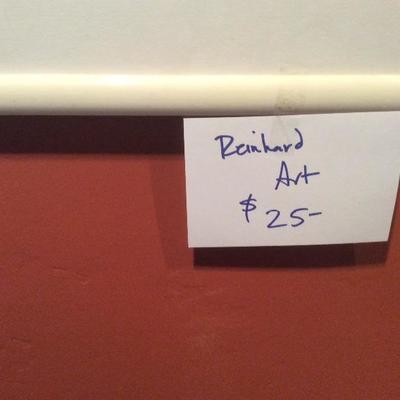 Reinhard
Art
$ 25-